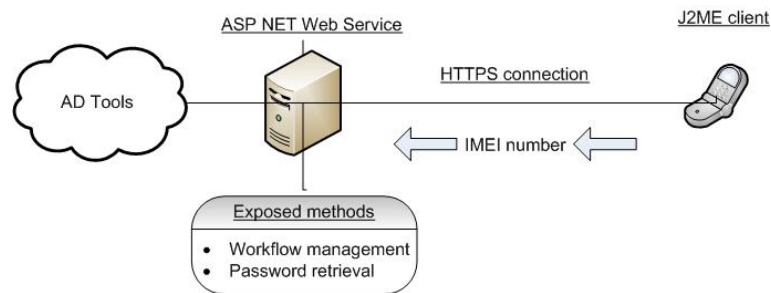 ASP NET Web Service
J2ME client
HTTPS connection
AD Tools
IMEI number
Exposed methods
• Workflow management
• Password retrieval